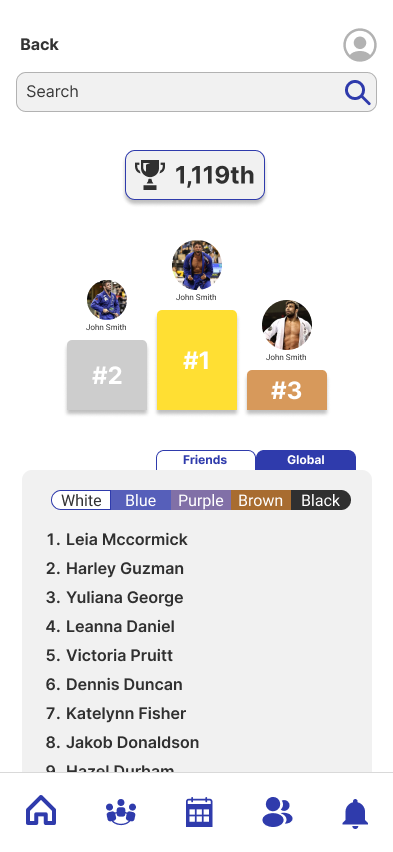 Back
Search
1,119th
John Smith
John Smith
John Smith
#1
#2
#3
Friends Global
White Blue Purple Brown Black
1. Leia Mccormick
2. Harley Guzman
3. Yuliana George
4. Leanna Daniel
5. Victoria Pruitt
6. Dennis Duncan
7. Katelynn Fisher
8. Jakob Donaldson
9. Hazel Durham